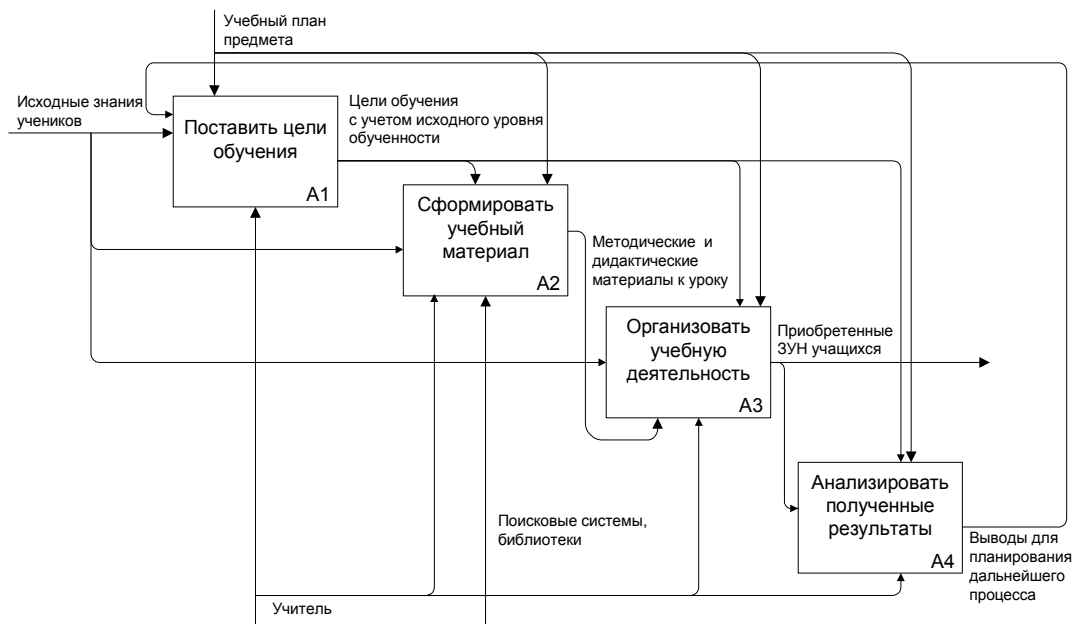 Учебный план
предмета
Исходные знания
учеников
Поставить цели
обучения
A1
Цели обучения
с учетом исходного уровня
обученности
Сформировать
учебный
материал
A2
Методические и
дидактические
материалы к уроку
Организовать
учебную
деятельность
A3
Приобретенные
ЗУН учащихся
Анализировать
полученные
результаты
A4
Поисковые системы,
библиотеки
Выводы для
планирования
дальнейшего
процесса
Учитель